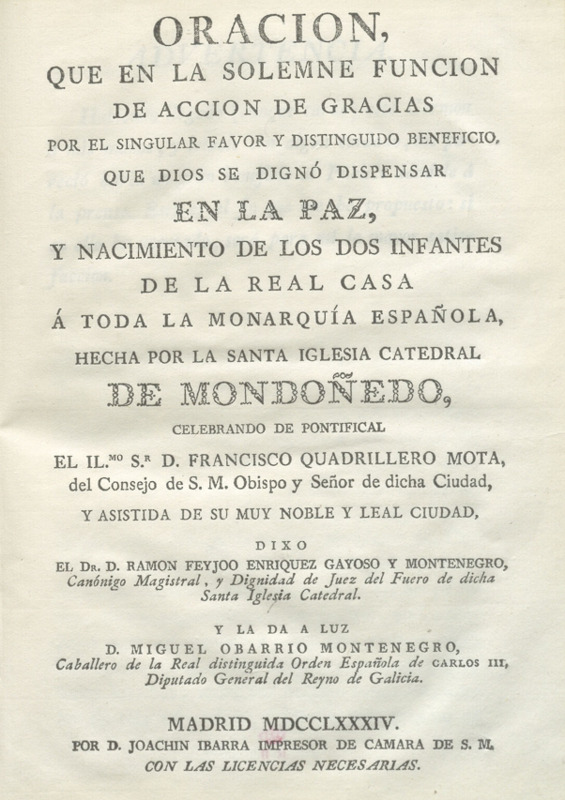 ORACION,
QUE EN LA SOLEMNE FUNCION
DE ACCION DE GRACIAS
POR EL SINGULAR FAVOR Y DISTINGUIDO BENEFICIO,
QUE DIOS SE DIGNÓ DISPENSAR
EN LA PAZ,
Y NACIMIENTO DE LOS DOS INFANTES
DE LA REAL CASA
Á TODA LA MONARQUÍA ESPAÑOLA,
HECHA POR LA SANTA IGLESIA CATEDRAL
DE MONDOÑEDO,
CELEBRANDO DE PONTIFICAL
EL IL.MO S.R D. FRANCISCO QUADRILLERO MOTA,
del Consejo de S. M. Obispo y Señor de dicha Ciudad,
Y ASISTIDA DE SU MUY NOBLE Y LEAL CIUDAD,
DIXO
EL DR. D. RAMON FEYJOO ENRIQUEZ GAYOSO Y MONTENEGRO,
Canónigo Magistral, y Dignidad de Juez del Fuero de dicha
Santa Iglesia Catedral.
Y LA DA A LUZ
D. MIGUEL OBARRIO MONTENEGRO,
Caballero de la Real distinguida Orden Española de CARLOS III,
Diputado General del Reyno de Galicia.
MADRID MDCCLXXXIV.
POR D. JOACHIN IBARRA IMPRESOR DE CAMARA DE S. M.
CON LAS LICENCIAS NECESARIAS.